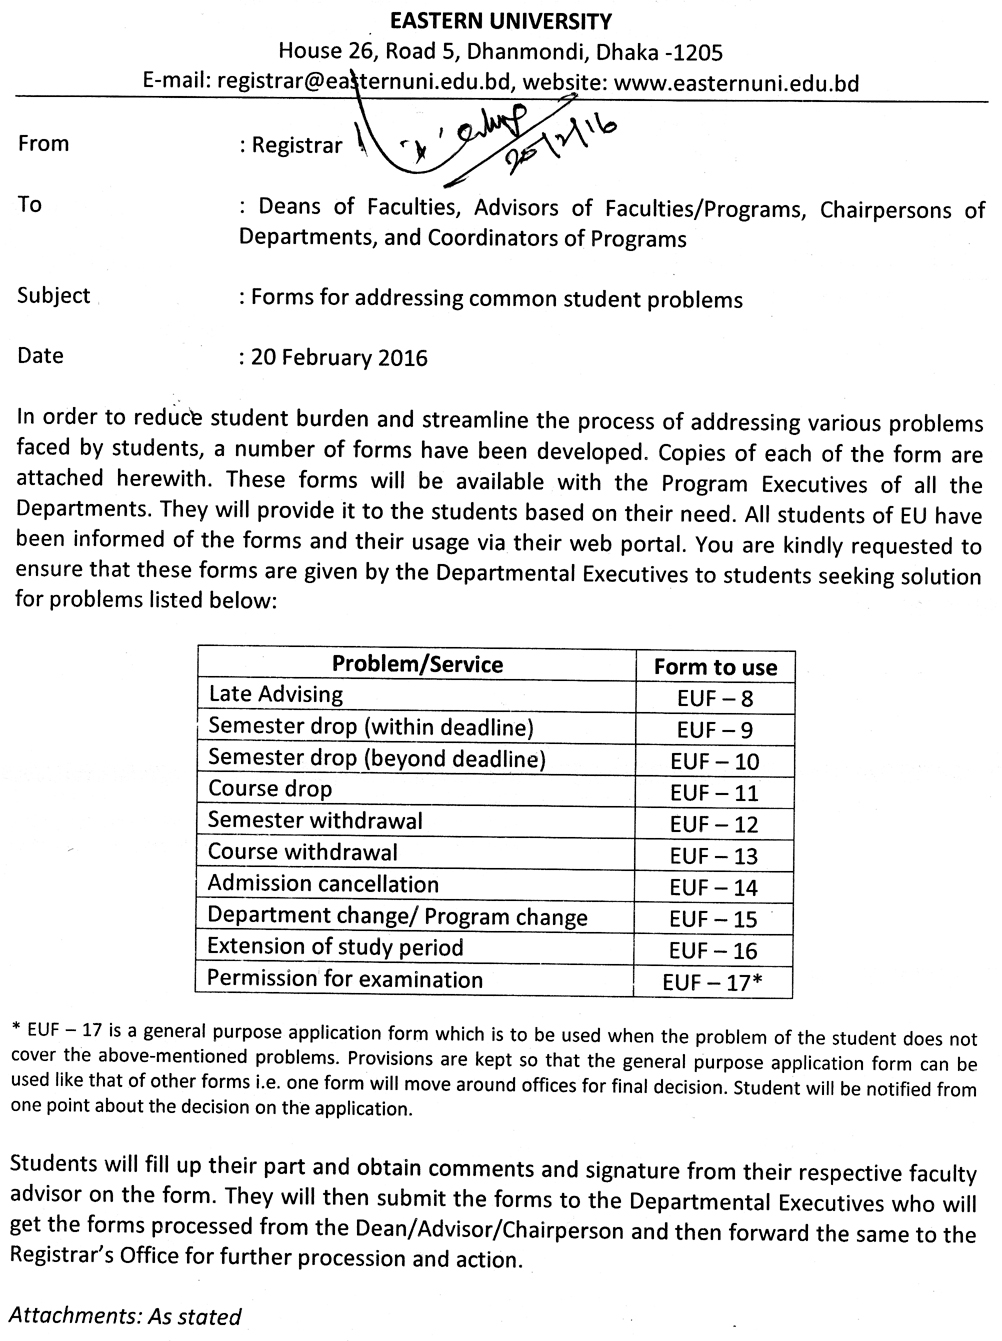 EASTERN UNIVERSITY
House 26, Road 5, Dhanmondi, Dhaka -1205
E-mail: registrar@easternuni.edu.bd, website: www.easternuni.edu.bd
From : Registrar
20/2/16
To : Deans of Faculties, Advisors of Faculties/Programs, Chairpersons of
Departments, and Coordinators of Programs
Subject : Forms for addressing common student problems
Date : 20 February 2016
In order to reduce student burden and streamline the process of addressing various problems
faced by students, a number of forms have been developed. Copies of each of the form are
attached herewith. These forms will be available with the Program Executives of all the
Departments. They will provide it to the students based on their need. All students of EU have
been informed of the forms and their usage via their web portal. You are kindly requested to
ensure that these forms are given by the Departmental Executives to students seeking solution
for problems listed below:
Problem/Service Form to use
Late Advising EUF – 8
Semester drop (within deadline) EUF – 9
Semester drop (beyond deadline) EUF – 10
Course drop EUF – 11
Semester withdrawal EUF – 12
Course withdrawal EUF – 13
Admission cancellation EUF – 14
Department change/ Program change EUF – 15
Extension of study period EUF – 16
Permission for examination EUF – 17*
* EUF – 17 is a general purpose application form which is to be used when the problem of the student does not
cover the above-mentioned problems. Provisions are kept so that the general purpose application form can be
used like that of other forms i.e. one form will move around offices for final decision. Student will be notified from
one point about the decision on the application.
Students will fill up their part and obtain comments and signature from their respective faculty
advisor on the form. They will then submit the forms to the Departmental Executives who will
get the forms processed from the Dean/Advisor/Chairperson and then forward the same to the
Registrar's Office for further procession and action.
Attachments: As stated